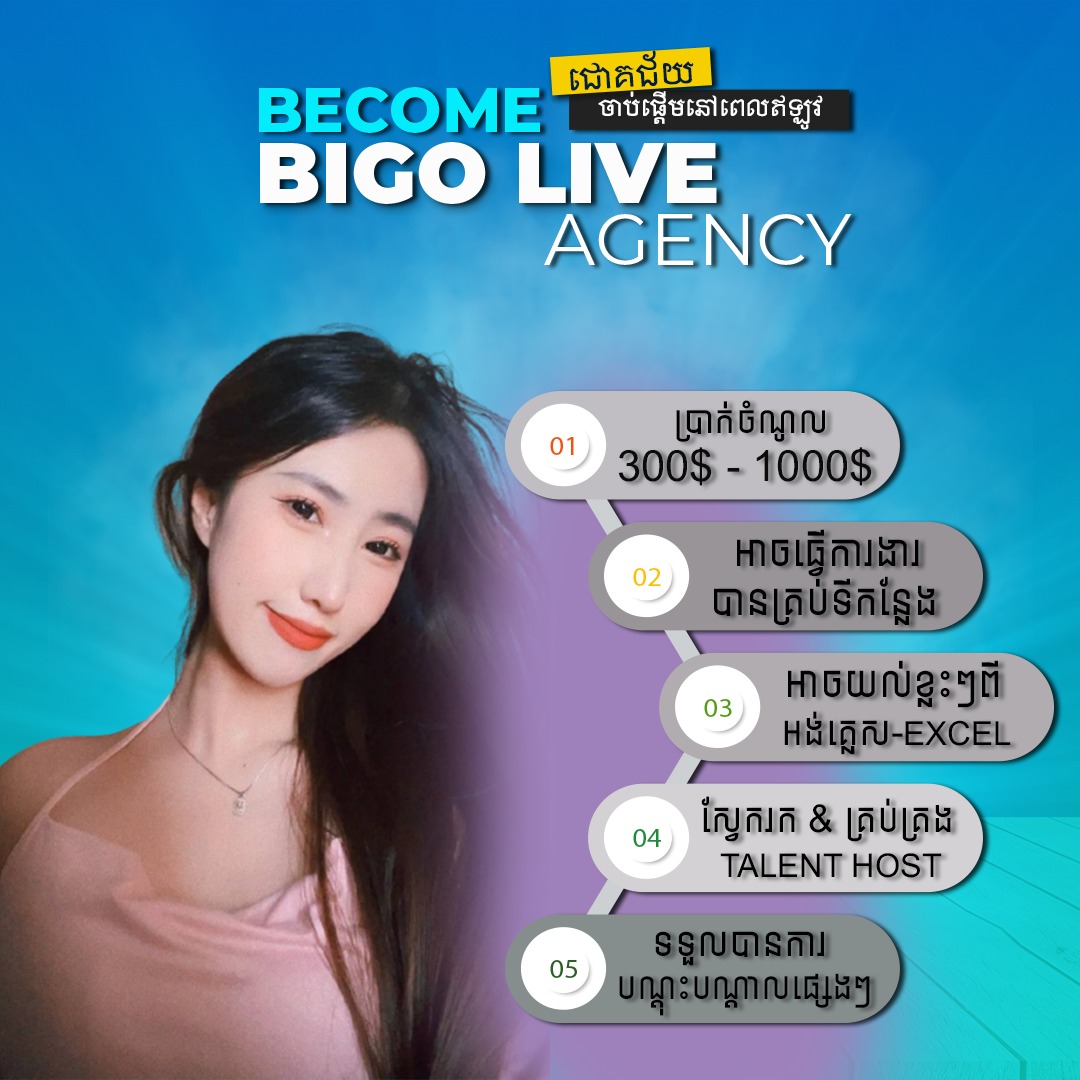 ជោគជ័យ
ចាប់ផ្តើមនៅពេលឥឡូវ
BECOME
BIGO LIVE
AGENCY
01
ប្រាក់ចំណូល
300$ - 1000$
02
អាចធ្វើការងារ
បានគ្រប់ទីកន្លែង
03
អាចយល់ខ្លះៗពី
អង់គ្លេស-EXCEL
04
ស្វែករក & គ្រប់គ្រង
TALENT HOST
05
ទទួលបានការ
បណ្តុះបណ្តាលផ្សេងៗ